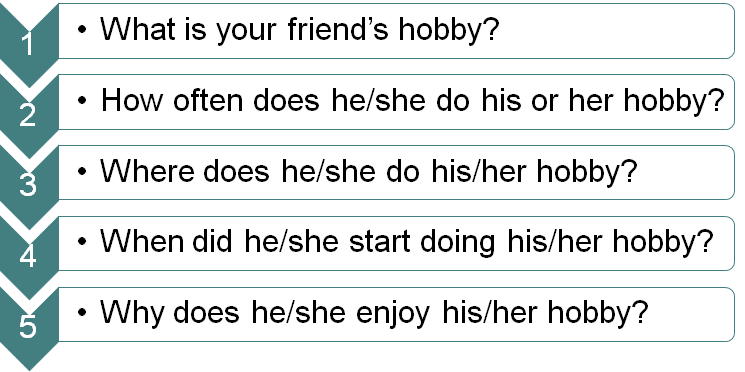 1 • What is your friend’s hobby?
2 • How often does he/she do his or her hobby?
3 • Where does he/she do his/her hobby?
4 • When did he/she start doing his/her hobby?
5 • Why does he/she enjoy his/her hobby?